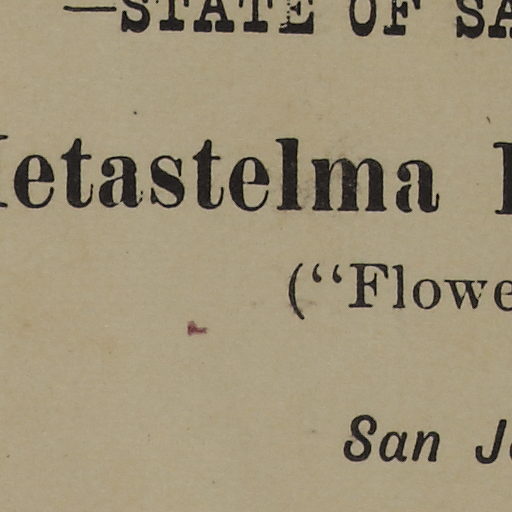 —STATE OF SA
Metastelma
("Flowe
San J